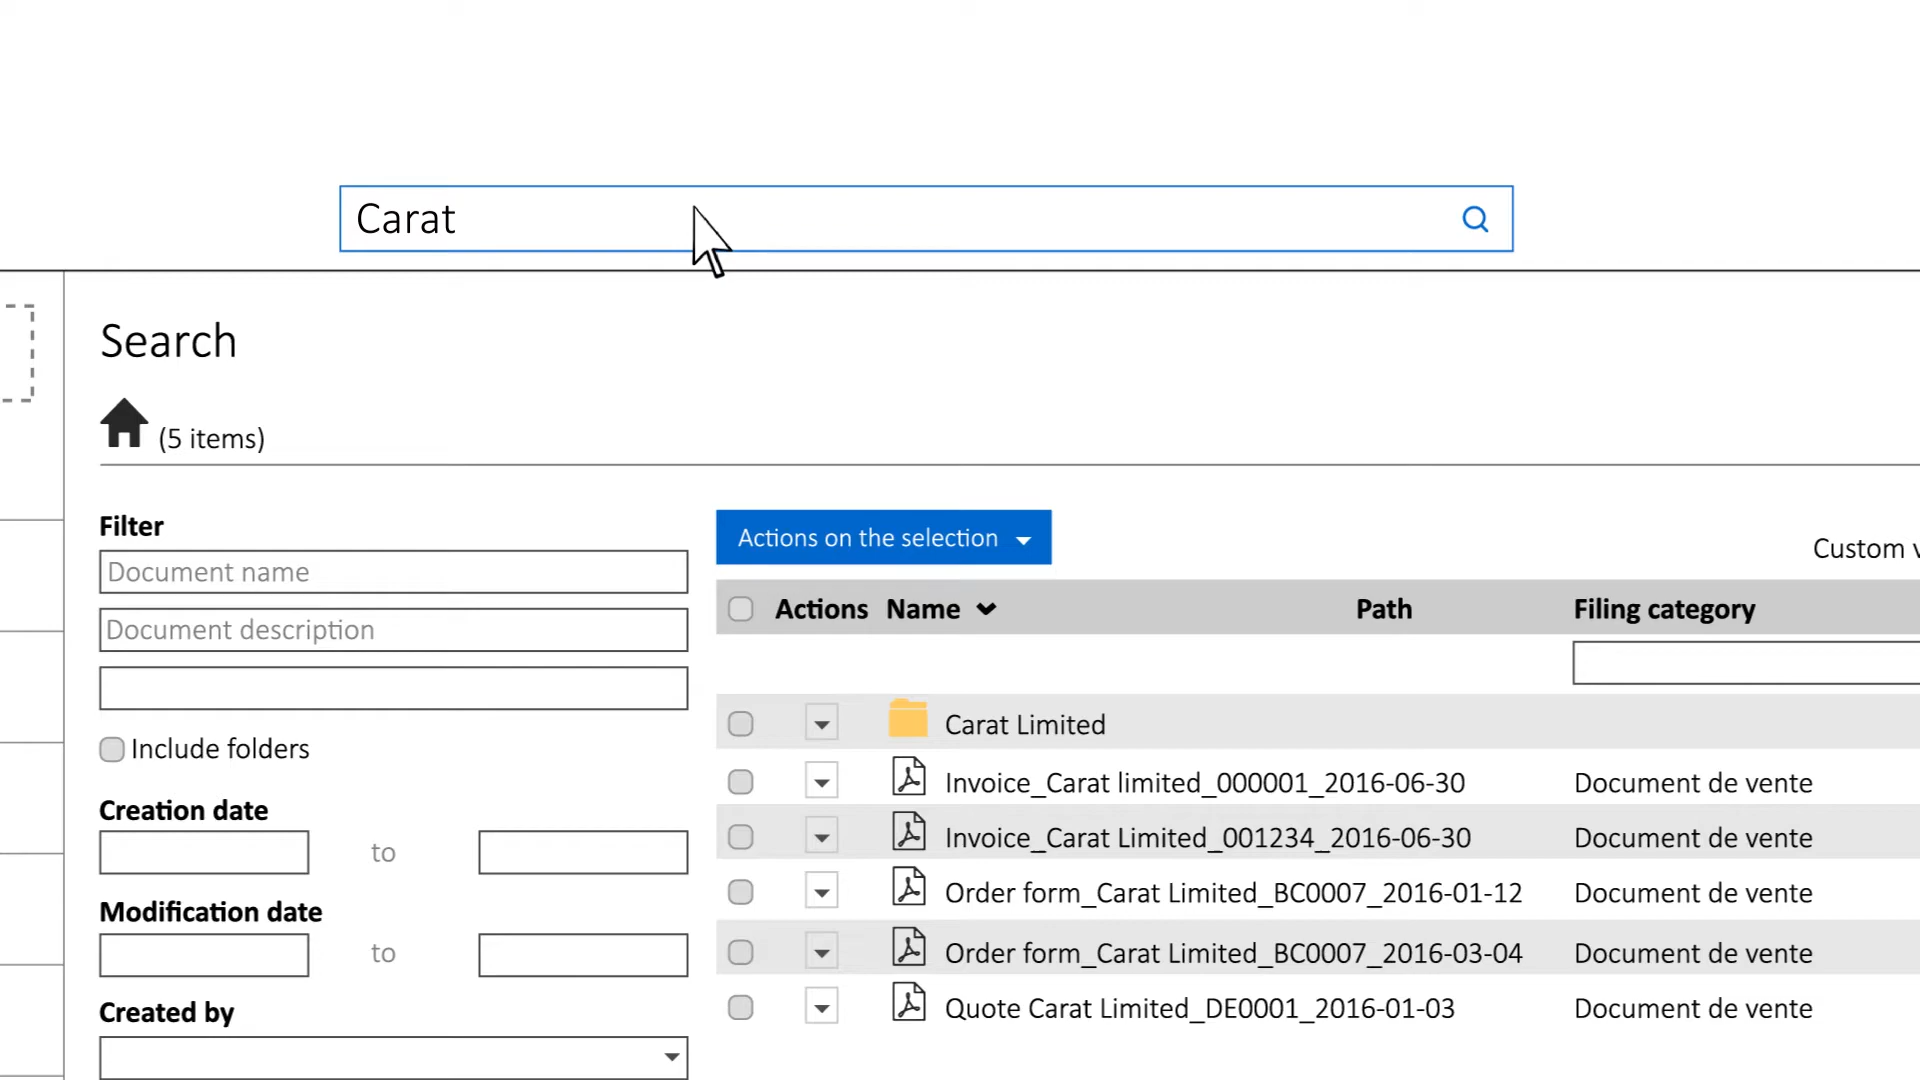 Carat
Search
(5 items)
Filter
Document name
Document description
Include folders
Creation date
to
Modification date
to
Created by
Actions on the selection
Custom v
Actions Name Path Filing category
Carat Limited
Invoice_Carat limited_000001_2016-06-30 Document de vente
Invoice_Carat Limited_001234_2016-06-30 Document de vente
Order form_Carat Limited_BC0007_2016-01-12 Document de vente
Order form_Carat Limited_BC0007_2016-03-04 Document de vente
Quote Carat Limited_DE0001_2016-01-03 Document de vente